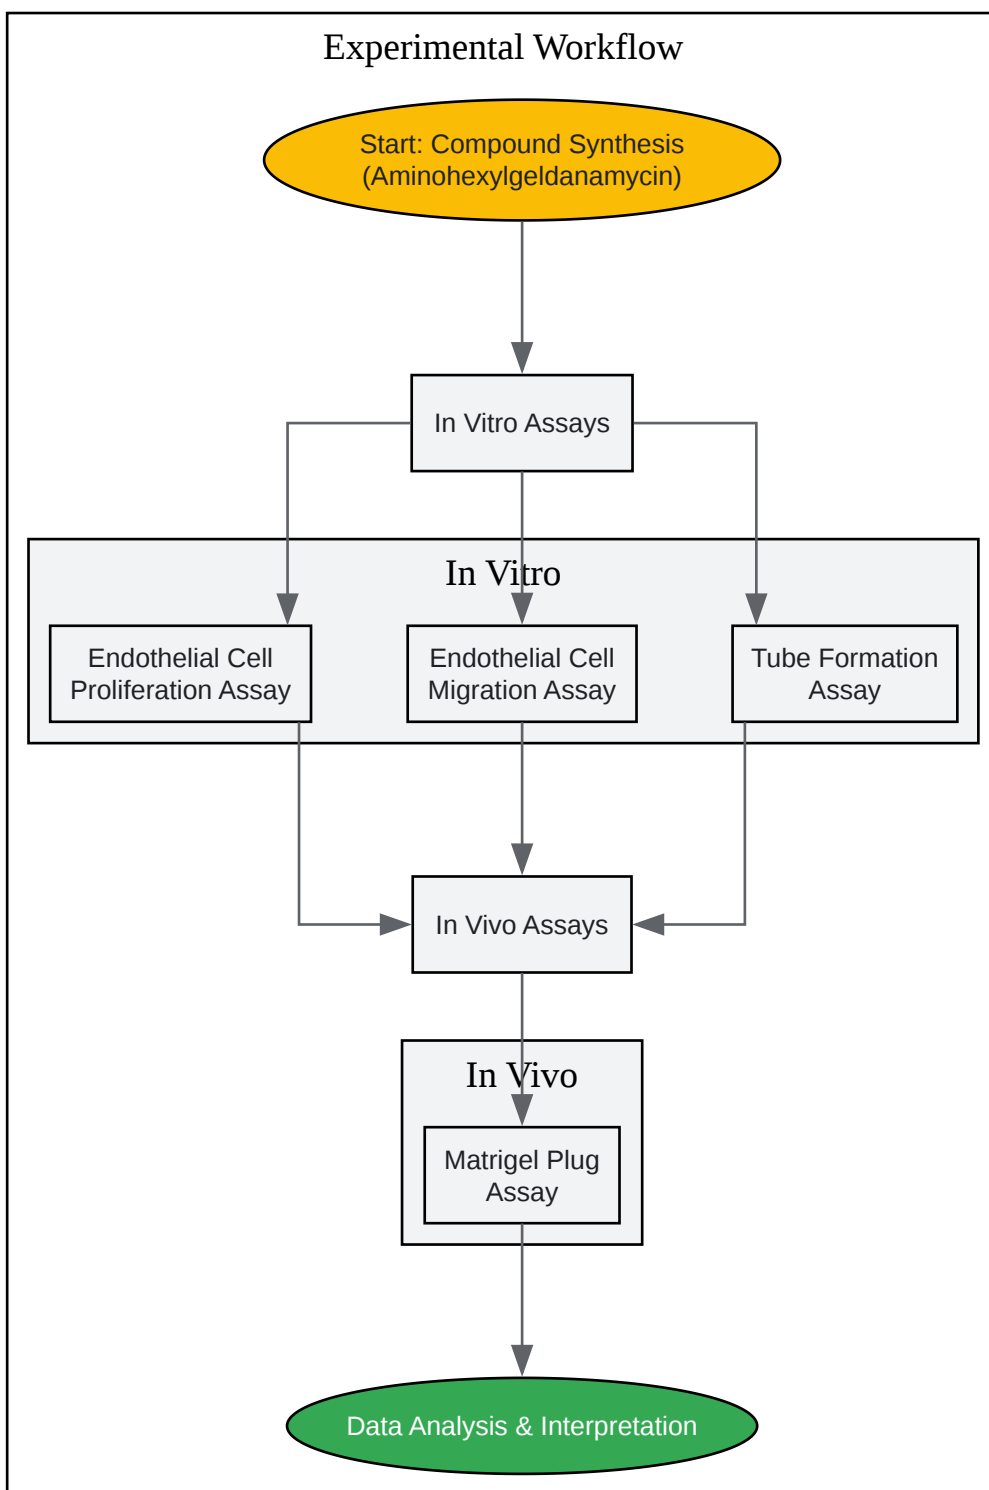 Experimental Workflow
Start: Compound Synthesis
(Aminohexylgeldanamycin)
In Vitro Assays
In Vitro
Endothelial Cell
Proliferation Assay
Endothelial Cell
Migration Assay
Tube Formation
Assay
In Vivo Assays
In Vivo
Matrigel Plug
Assay
Data Analysis & Interpretation